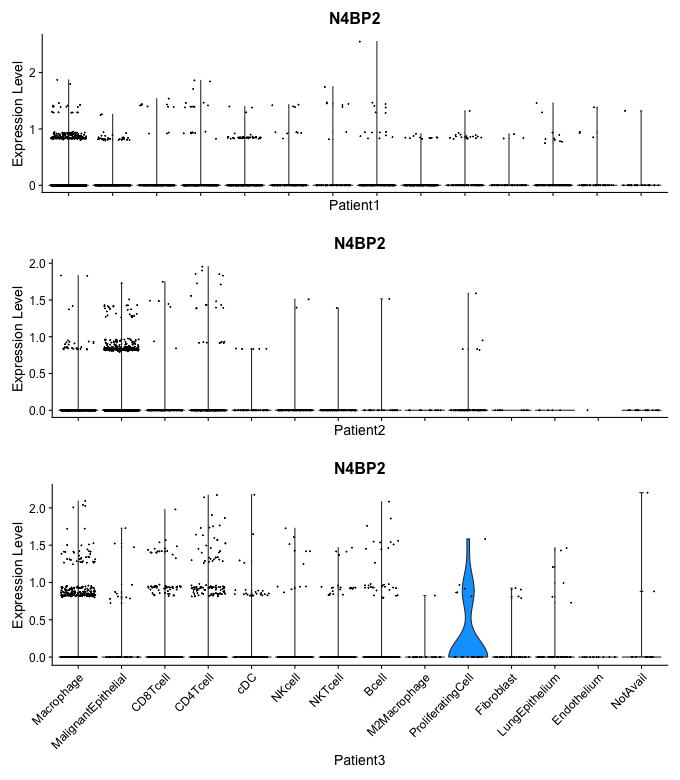 N4BP2
Expression Level
2
1
0
Patient1
N4BP2
Expression Level
2.0
1.5
1.0
0.5
0.0
Patient2
N4BP2
Expression Level
2.0
1.5
1.0
0.5
0.0
Macrophage
MalignantEpithelial
CD8Tcell
CD4Tcell
cDC
NKcell
NKTcell
Bcell
M2Macrophage
ProliferatingCell
Fibroblast
LungEpithelium
Endothelium
NotAvail
Patient3